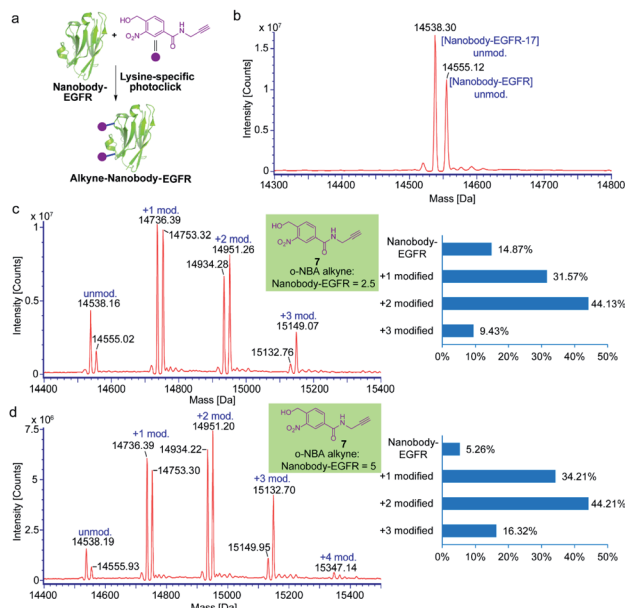 a
HO
O
N
H
NO₂
+
Nanobody-
EGFR
Lysine-specific
photoclick
Alkyne-Nanobody-EGFR
b
x 10⁷
14538.30
[Nanobody-EGFR-17]
unmod.
14555.12
[Nanobody-EGFR]
unmod.
1.5
1.0
0.5
0
Intensity [Counts]
14300 14400 14500 14600 14700 14800
Mass [Da]
c
x 10⁷
+1 mod.
14736.39
14753.32
+2 mod.
14951.26
14934.28
unmod.
14538.16
14555.02
+3 mod.
15149.07
15132.76
1.0
0.5
0
Intensity [Counts]
14400 14600 14800 15000 15200 15400
Mass [Da]
HO
O
N
H
NO₂
7
o-NBA alkyne:
Nanobody-EGFR = 2.5
Nanobody-
EGFR
14.87%
+1 modified
31.57%
+2 modified
44.13%
+3 modified
9.43%
0% 10% 20% 30% 40% 50%
d
x 10⁶
+2 mod.
14951.20
+1 mod.
14736.39
14934.22
14753.30
+3 mod.
15132.70
unmod.
14538.19
14555.93
15149.95
+4 mod.
15347.14
7.5
5
2.5
0
Intensity [Counts]
14400 14600 14800 15000 15200 15400
Mass [Da]
HO
O
N
H
NO₂
7
o-NBA alkyne:
Nanobody-EGFR = 5
Nanobody-
EGFR
5.26%
+1 modified
34.21%
+2 modified
44.21%
+3 modified
16.32%
0% 10% 20% 30% 40% 50%